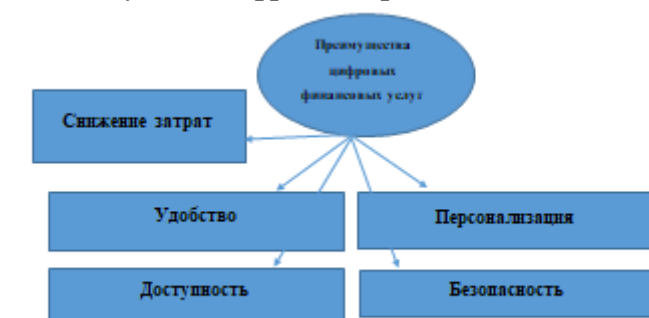 Преимущества
цифровых
финансовых услуг
Снижение затрат
Удобство
Персонализация
Доступность
Безопасность